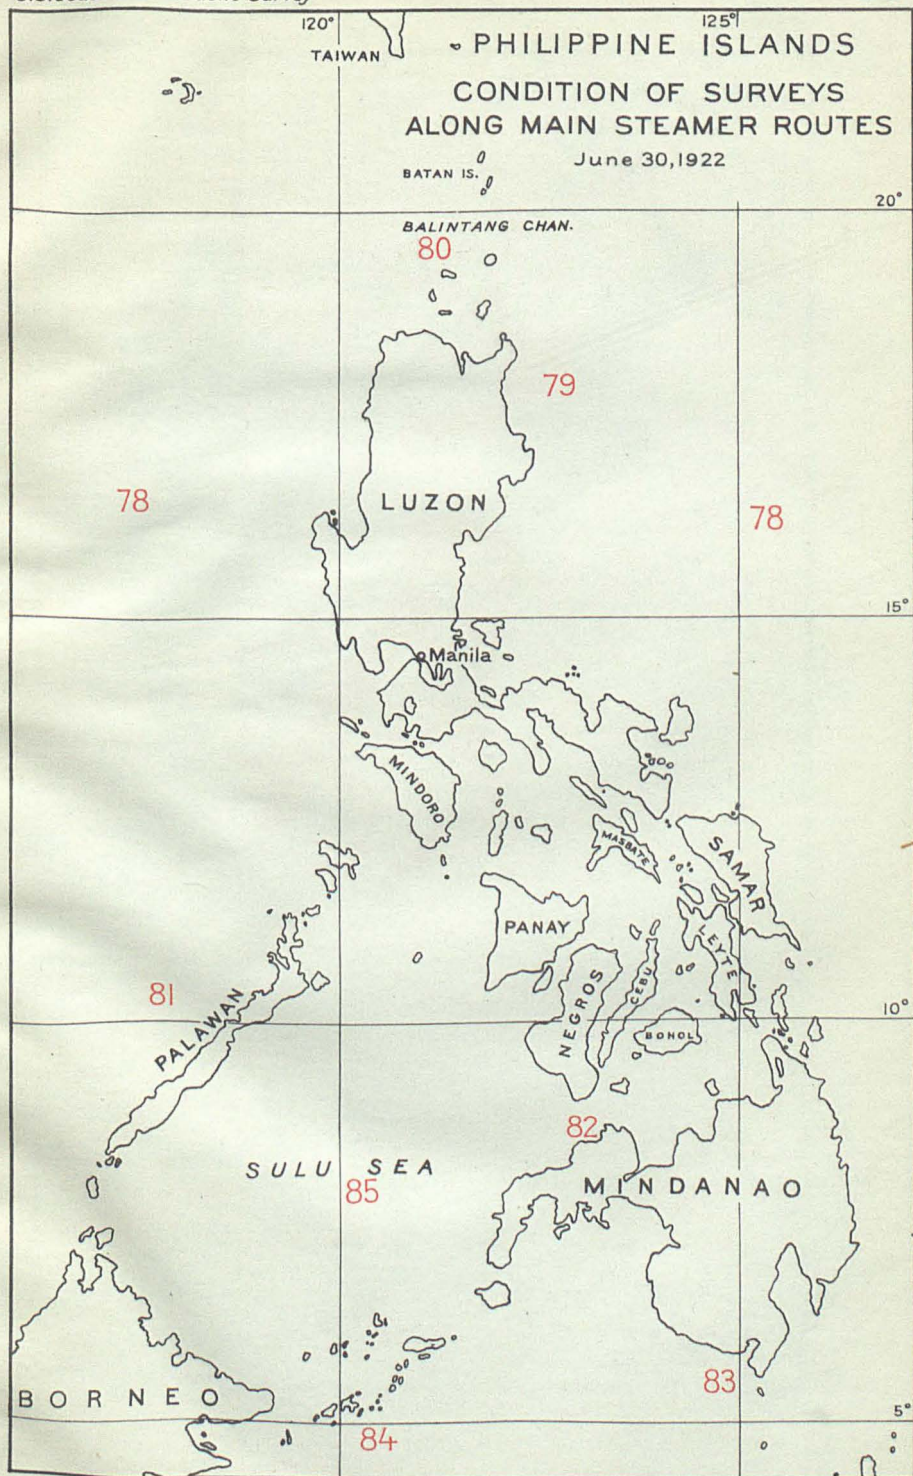 120°
125°
TAIWAN
PHILIPPINE ISLANDS
CONDITION OF SURVEYS
ALONG MAIN STEAMER ROUTES
June 30, 1922
BATAN IS.
20°
BALINTANG CHAN.
80
79
78
LUZON
78
15°
Manila
MINDORO
MASBATE
SAMAR
PANAY
LEYTE
CEBU
NEGROS
81
PALAWAN
10°
BOHOL
82
SULU SEA
85
MINDANAO
83
BORNEO
5°
84